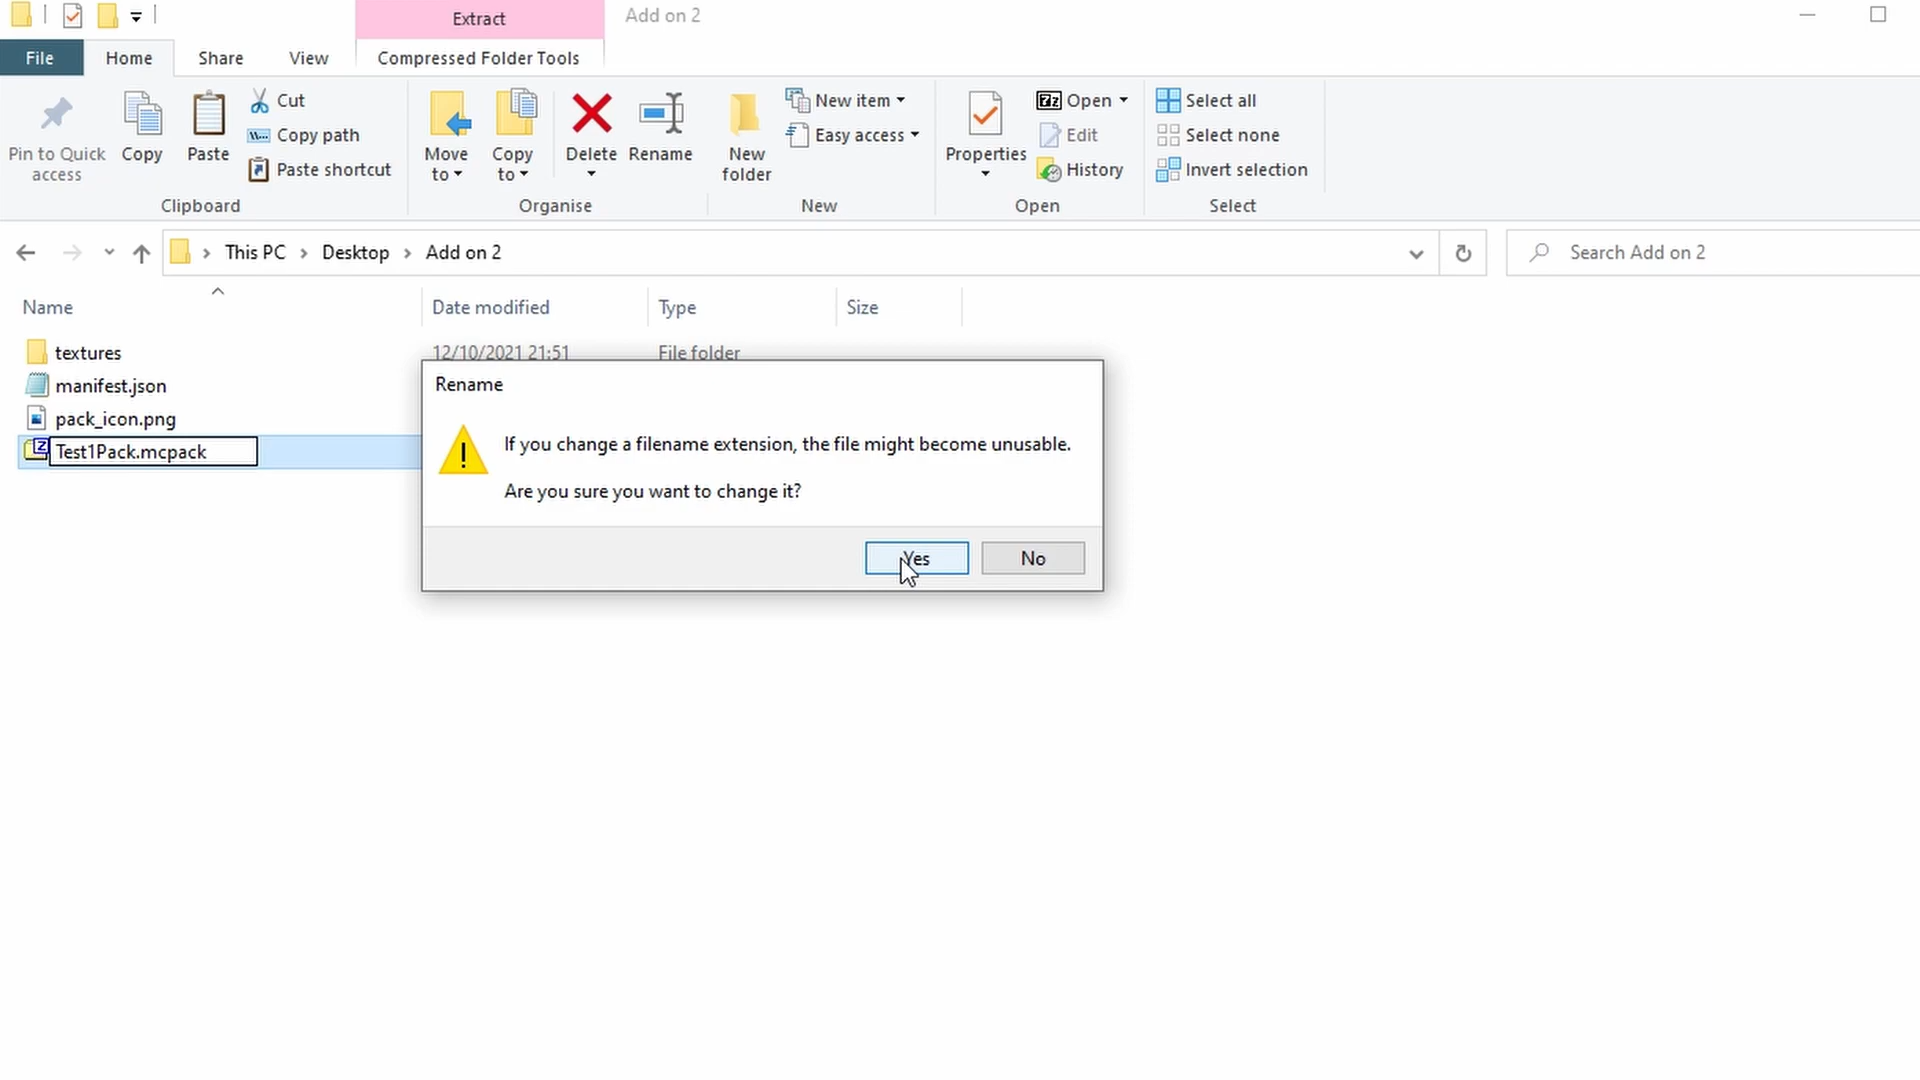 Extract
Add on 2
File
Home
Share
View
Compressed Folder Tools
Pin to Quick
access
Copy
Paste
Cut
Copy path
Paste shortcut
Clipboard
Move
to
Copy
to
Delete
Rename
Organise
New
folder
New item
Easy access
New
Properties
Open
Edit
History
Open
Select all
Select none
Invert selection
Select
This PC
Desktop
Add on 2
Search Add on 2
Name
Date modified
Type
Size
textures
12/10/2021 21:51
File folder
manifest.json
pack_icon.png
Test1Pack.mcpack
Rename
If you change a filename extension, the file might become unusable.
Are you sure you want to change it?
Yes
No